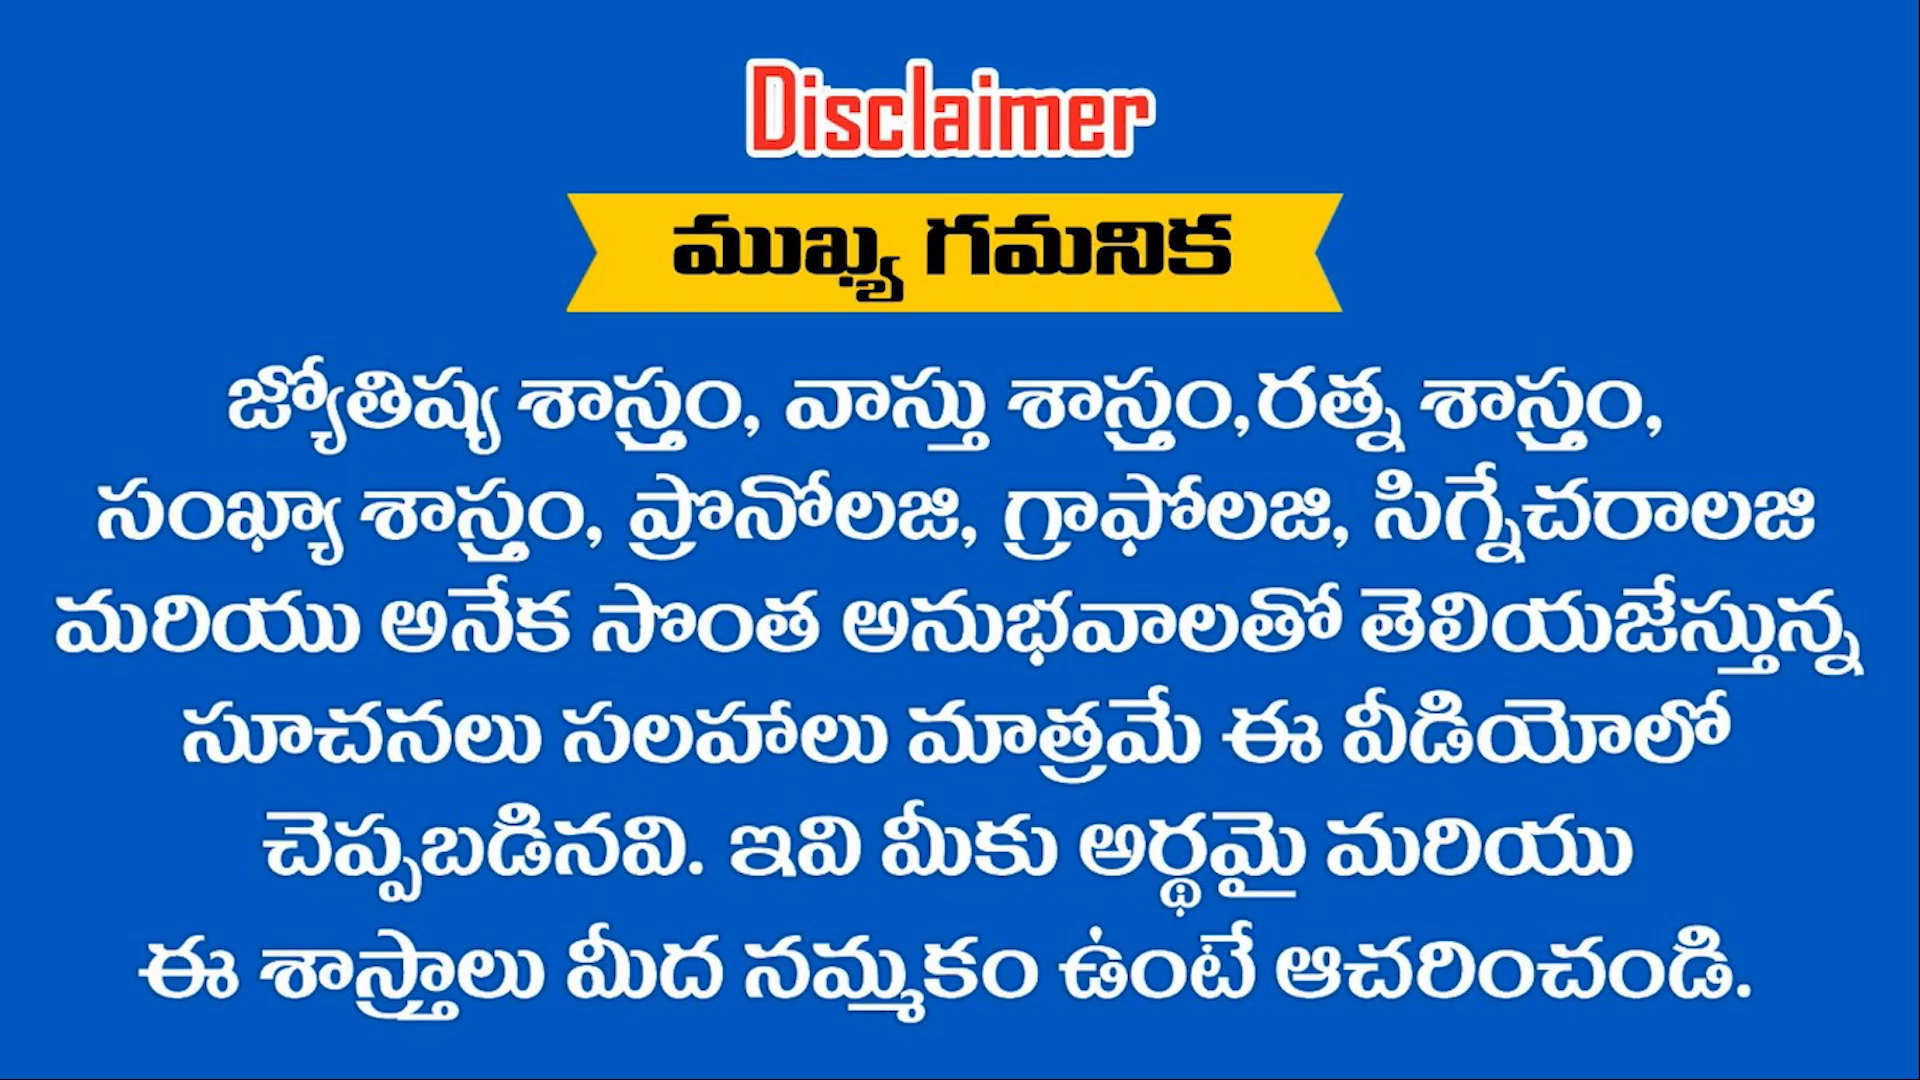 Disclaimer
ముఖ్య గమనిక
జ్యోతిష్య శాస్త్రం, వాస్తు శాస్త్రం,రత్న శాస్త్రం,
సంఖ్యా శాస్త్రం, ప్రొనోలజి, గ్రాఫోలజి, సిగ్నేచరాలజి
మరియు అనేక సొంత అనుభవాలతో తెలియజేస్తున్న
సూచనలు సలహాలు మాత్రమే ఈ వీడియోలో
చెప్పబడినవి. ఇవి మీకు అర్థమై మరియు
ఈ శాస్త్రాలు మీద నమ్మకం ఉంటే ఆచరించండి.